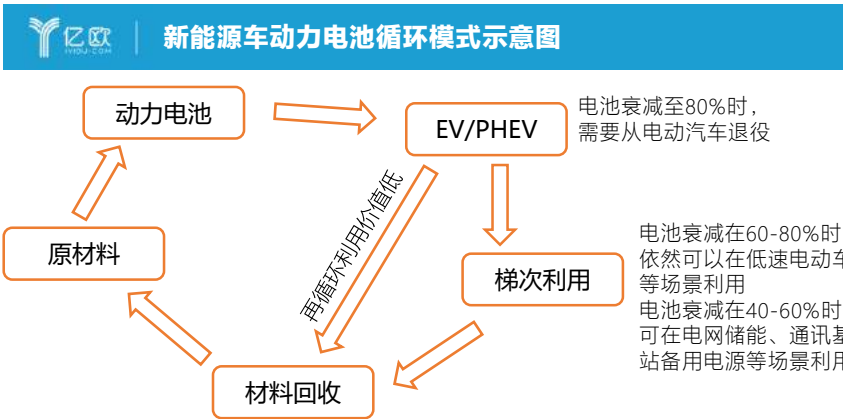 亿欧
新能源车动力电池循环模式示意图
动力电池
EV/PHEV
电池衰减至80%时，
需要从电动汽车退役
再循环利用价值低
原材料
梯次利用
电池衰减在60-80%时
依然可以在低速电动车
等场景利用
电池衰减在40-60%时
可在电网储能、通讯基
站备用电源等场景利用
材料回收